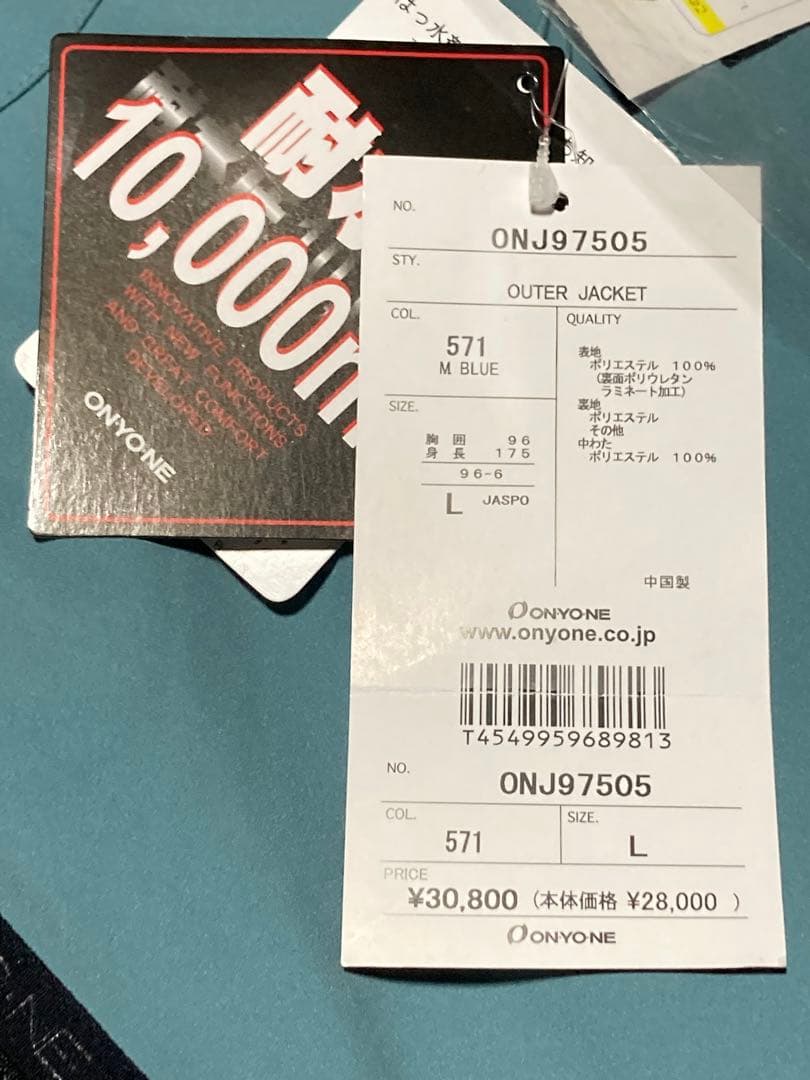 はっ水
耐
10,000m
INNOVATIVE PRODUCTS
WITH NEW FUNCTIONS
AND GREAT COMFORT
DEVELOPED
ONYONE
NO.
ONJ97505
STY.
OUTER JACKET
COL.
571
M. BLUE
QUALITY
表地
ポリエステル 100%
(裏面ポリウレタン
ラミネート加工)
裏地
ポリエステル
その他
中わた
ポリエステル 100%
SIZE.
胸囲 96
身長 175
96-6
L JASPO
中国製
ONYONE
www.onyone.co.jp
T4549959689813
NO.
ONJ97505
COL.
571
SIZE.
L
PRICE
¥30,800 (本体価格 ¥28,000 )
ONYONE